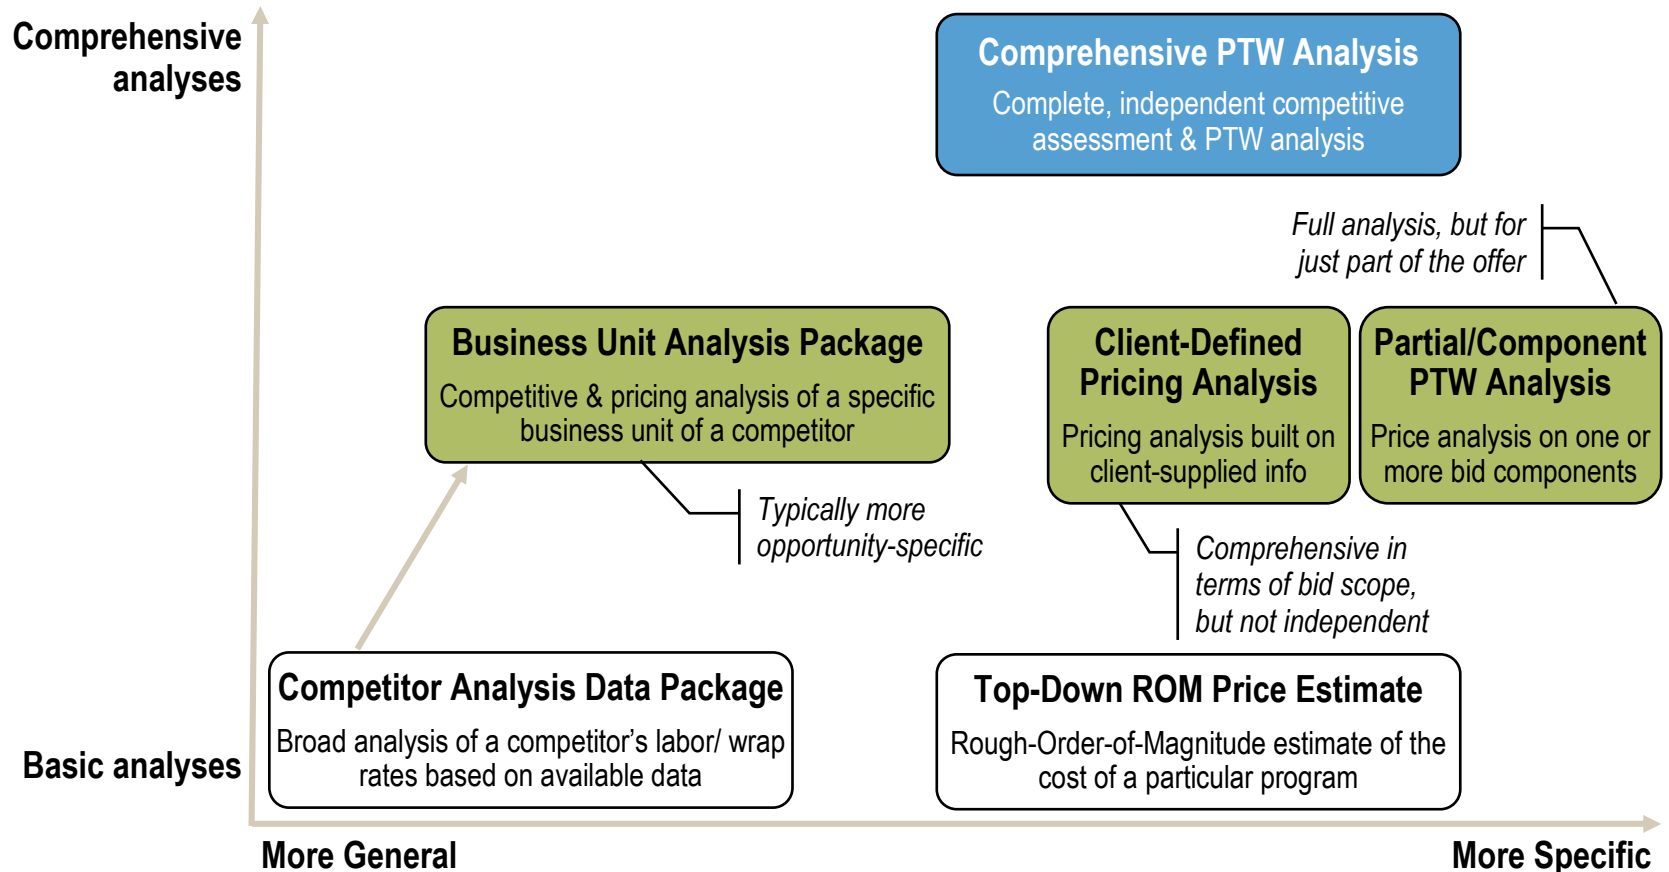 Comprehensive
analyses
Comprehensive PTW Analysis
Complete, independent competitive
assessment & PTW analysis
Full analysis, but for
just part of the offer
Business Unit Analysis Package
Competitive & pricing analysis of a specific
business unit of a competitor
Client-Defined
Pricing Analysis
Pricing analysis built on
client-supplied info
Partial/Component
PTW Analysis
Price analysis on one or
more bid components
Typically more
opportunity-specific
Comprehensive in
terms of bid scope,
but not independent
Competitor Analysis Data Package
Broad analysis of a competitor’s labor/ wrap
rates based on available data
Top-Down ROM Price Estimate
Rough-Order-of-Magnitude estimate of the
cost of a particular program
Basic analyses
More General
More Specific